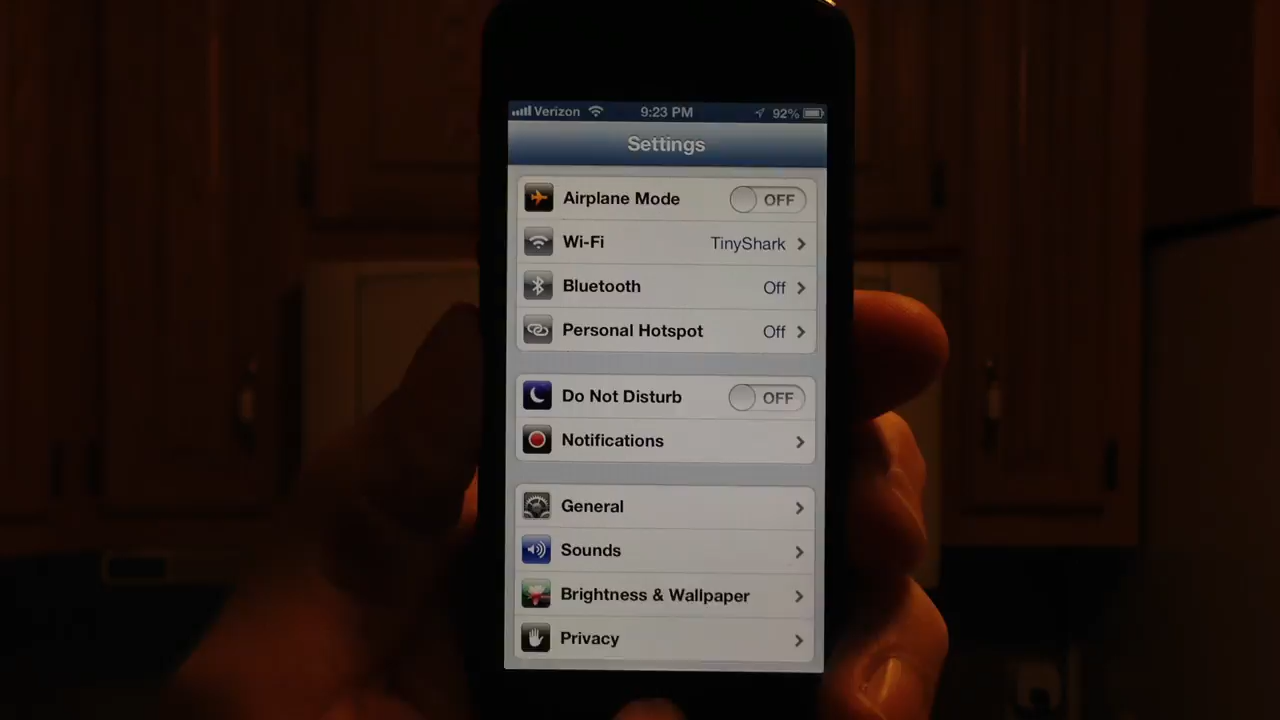 Verizon 9:23 PM 92%
Settings
Airplane Mode OFF
Wi-Fi TinyShark
Bluetooth Off
Personal Hotspot Off
Do Not Disturb OFF
Notifications
General
Sounds
Brightness & Wallpaper
Privacy